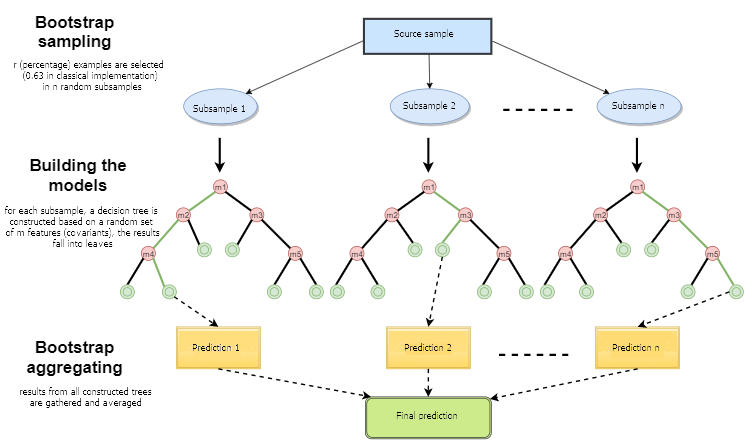 Bootstrap
sampling
r (percentage) examples are selected
(0.63 in classical implementation)
in n random subsamples
Source sample
Subsample 1
Subsample 2
Subsample n
Building the
models
for each subsample, a decision tree is
constructed based on a random set
of m features (covariants), the results
fall into leaves
m1
m2
m3
m4
m5
m1
m2
m3
m4
m5
m1
m2
m3
m4
m5
Bootstrap
aggregating
results from all constructed trees
are gathered and averaged
Prediction 1
Prediction 2
Prediction n
Final prediction